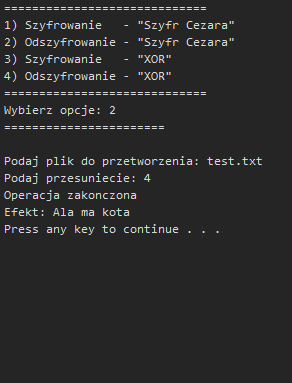 =============================
1) Szyfrowanie   - "Szyfr Cezara"
2) Odszyfrowanie - "Szyfr Cezara"
3) Szyfrowanie   - "XOR"
4) Odszyfrowanie - "XOR"
=============================
Wybierz opcje: 2
=======================
Podaj plik do przetworzenia: test.txt
Podaj przesuniecie: 4
Operacja zakonczona
Efekt: Ala ma kota
Press any key to continue . . .